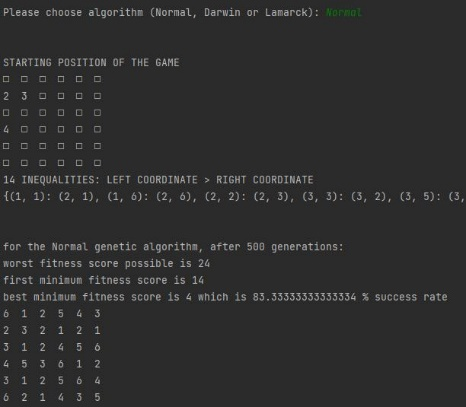 Please choose algorithm (Normal, Darwin or Lamarck): Normal
STARTING POSITION OF THE GAME
□ □ □ □ □ □
2 3 □ □ □ □
□ □ □ □ □ □
4 □ □ □ □ □
□ □ □ □ □ □
□ □ □ □ □ □
14 INEQUALITIES: LEFT COORDINATE > RIGHT COORDINATE
{(1, 1): (2, 1), (1, 6): (2, 6), (2, 2): (2, 3), (3, 3): (3, 2), (3, 5): (3,
for the Normal genetic algorithm, after 500 generations:
worst fitness score possible is 24
first minimum fitness score is 14
best minimum fitness score is 4 which is 83.33333333333334 % success rate
6 1 2 5 4 3
2 3 2 1 2 1
3 1 2 4 5 6
4 5 3 6 1 2
3 1 2 5 6 4
6 2 1 4 3 5